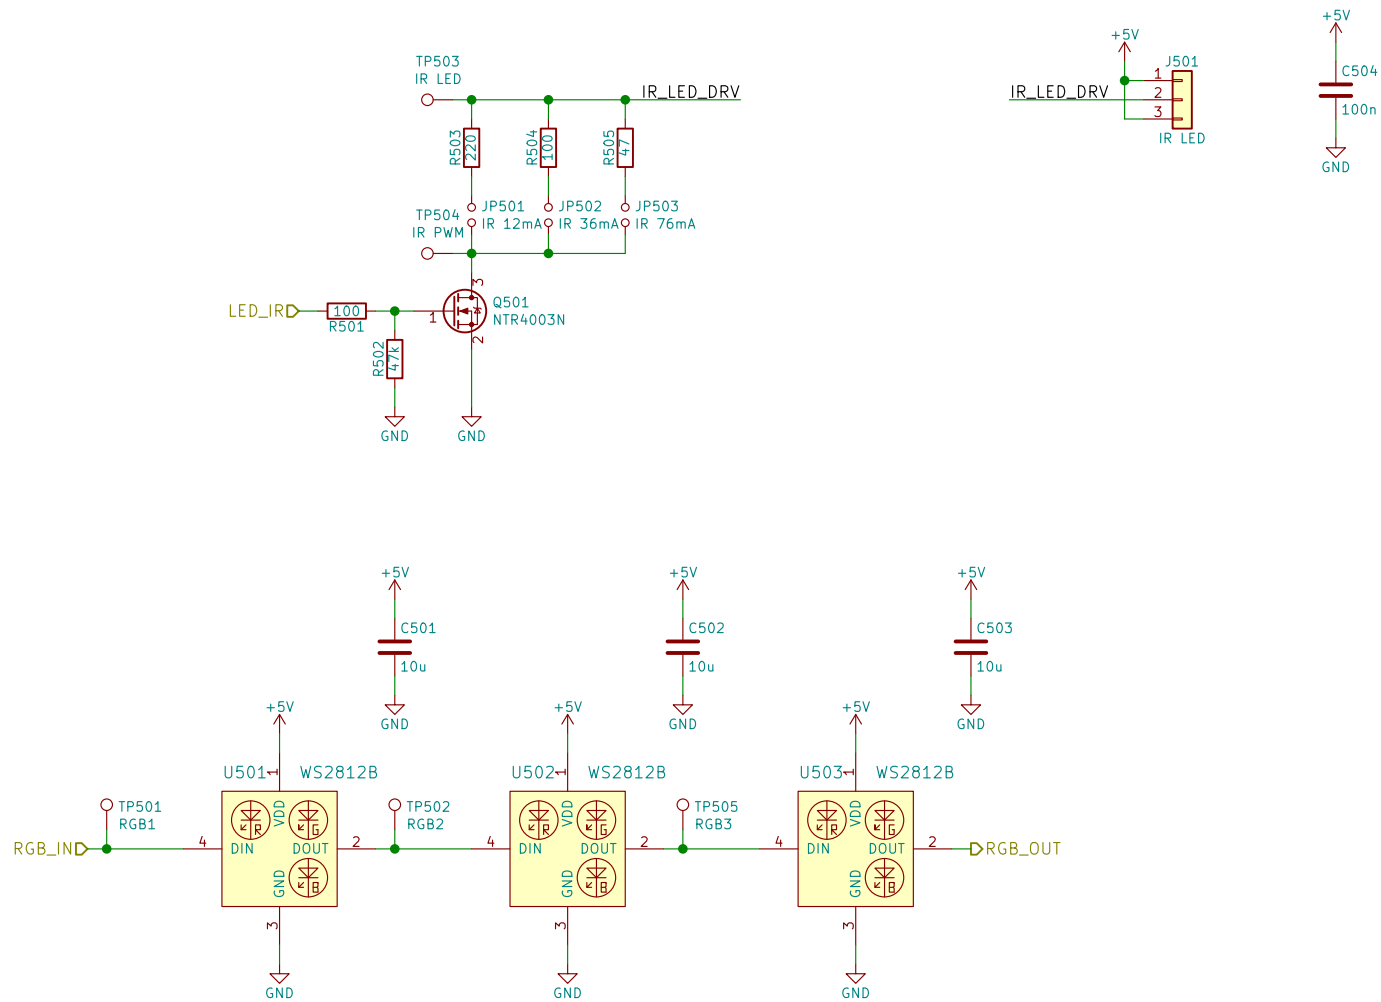 +5V
+5V
TP503
IR LED
J501
C504
IR_LED_DRV
IR_LED_DRV
1
2
3
100n
R503
220
R504
100
R505
47
IR LED
GND
TP504
IR PWM
JP501
IR 12mA
JP502
IR 36mA
JP503
IR 76mA
3
LED_IR
100
R501
1
Q501
NTR4003N
2
R502
47k
GND
GND
+5V
+5V
+5V
C501
10u
C502
10u
C503
10u
GND
GND
GND
+5V
+5V
+5V
U501
1
WS2812B
U502
1
WS2812B
U503
1
WS2812B
TP501
RGB1
R
VDD
G
TP502
RGB2
R
VDD
G
TP505
RGB3
R
VDD
G
RGB_IN
4
DIN
DOUT
2
4
DIN
DOUT
2
4
DIN
DOUT
2
RGB_OUT
GND
B
GND
B
GND
B
3
3
3
GND
GND
GND